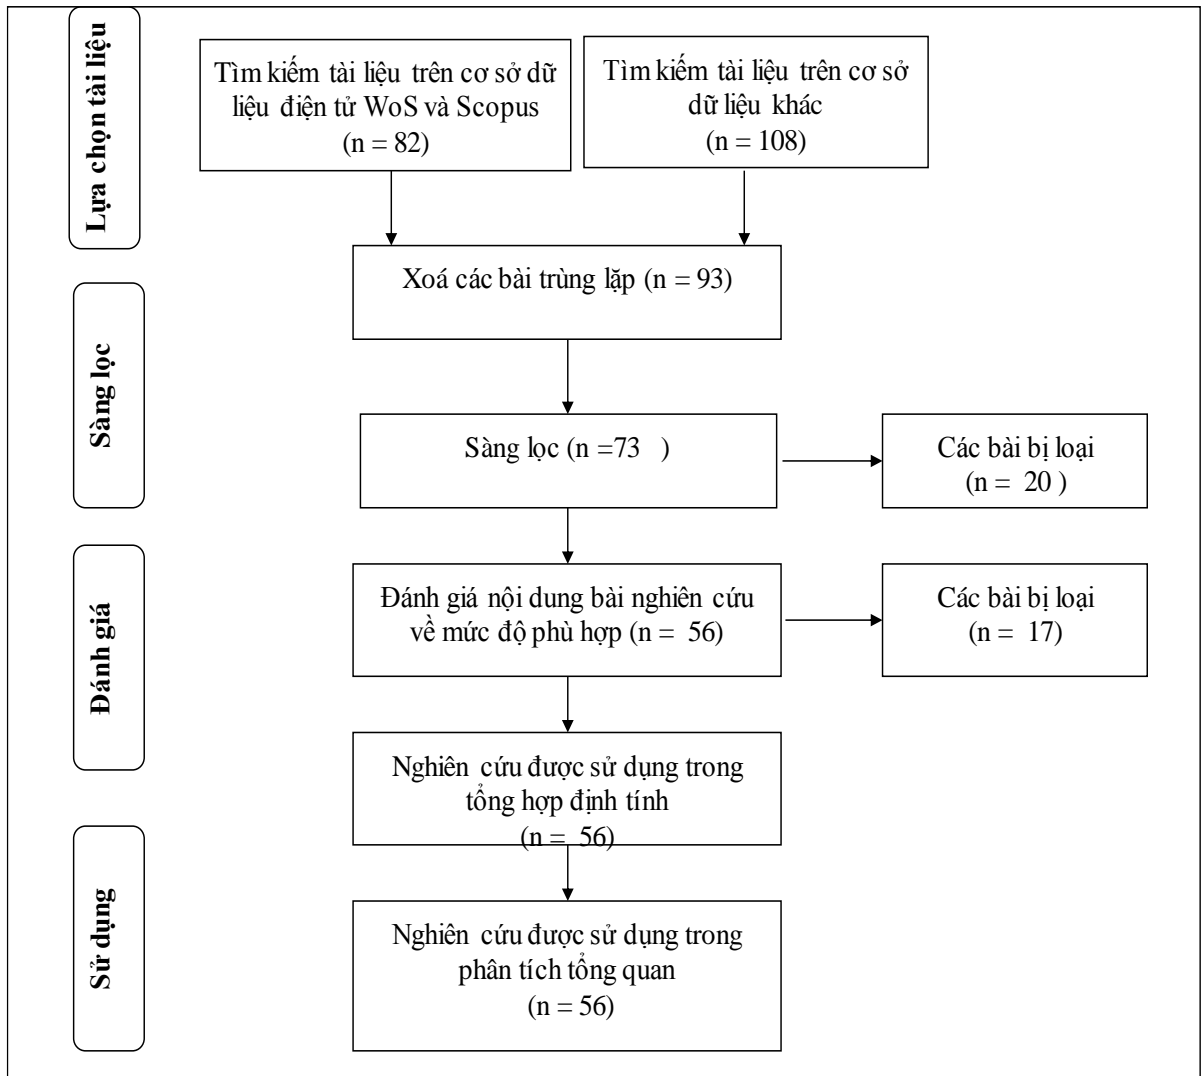 Lựa chọn tài liệu
Tìm kiếm tài liệu trên cơ sở dữ
liệu điện tử WoS và Scopus
(n = 82)
Tìm kiếm tài liệu trên cơ sở
dữ liệu khác
(n = 108)
Xoá các bài trùng lặp (n = 93)
Sàng lọc
Sàng lọc (n =73 )
Các bài bị loại
(n = 20 )
Đánh giá
Đánh giá nội dung bài nghiên cứu
về mức độ phù hợp (n = 56)
Các bài bị loại
(n = 17)
Nghiên cứu được sử dụng trong
tổng hợp định tính
(n = 56)
Sử dụng
Nghiên cứu được sử dụng trong
phân tích tổng quan
(n = 56)